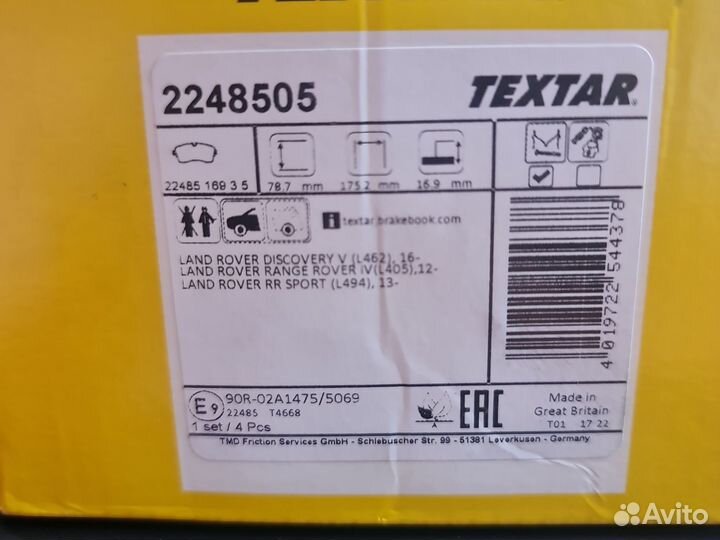 2248505
TEXTAR
22485 169 3 5
78.7 mm
175.2 mm
16.9 mm
i textar.brakebook.com
LAND ROVER DISCOVERY V (L462), 16-
LAND ROVER RANGE ROVER IV(L405),12-
LAND ROVER RR SPORT (L494), 13-
4 019722 544378
E9 90R-02A1475/5069
22485 T4668
1 set / 4 Pcs
EAC
Made in
Great Britain
T01 17 22
TMD Friction Services GmbH - Schlebuscher Str. 99 - 51381 Leverkusen - Germany
Avito